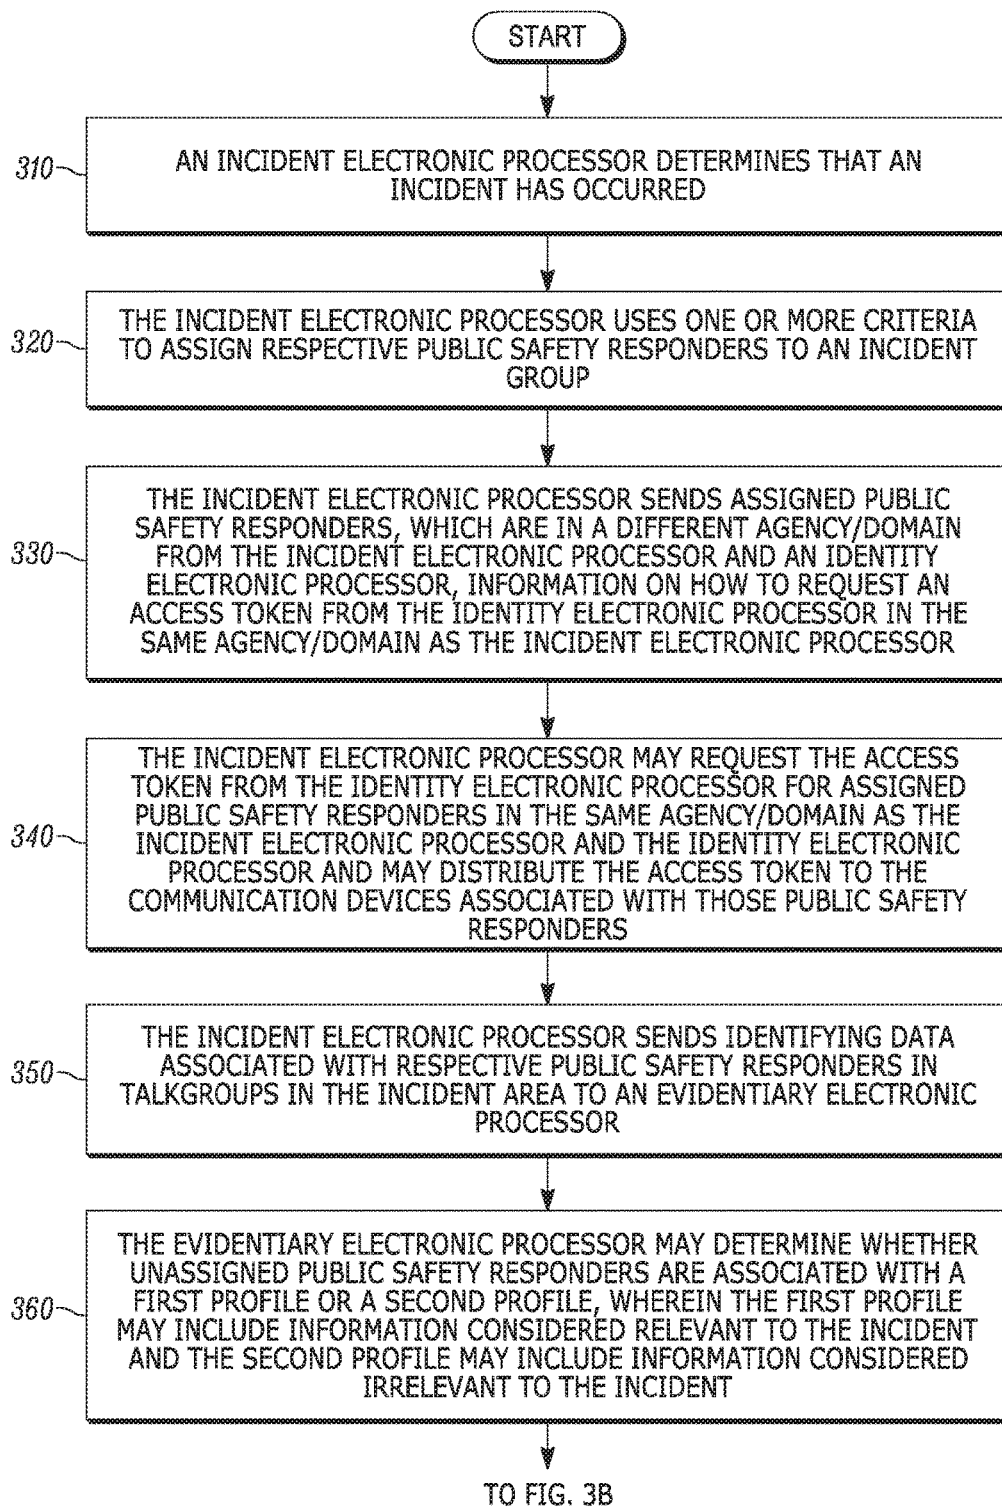 START
310
AN INCIDENT ELECTRONIC PROCESSOR DETERMINES THAT AN
INCIDENT HAS OCCURRED
320
THE INCIDENT ELECTRONIC PROCESSOR USES ONE OR MORE CRITERIA
TO ASSIGN RESPECTIVE PUBLIC SAFETY RESPONDERS TO AN INCIDENT
GROUP
330
THE INCIDENT ELECTRONIC PROCESSOR SENDS ASSIGNED PUBLIC
SAFETY RESPONDERS, WHICH ARE IN A DIFFERENT AGENCY/DOMAIN
FROM THE INCIDENT ELECTRONIC PROCESSOR AND AN IDENTITY
ELECTRONIC PROCESSOR, INFORMATION ON HOW TO REQUEST AN
ACCESS TOKEN FROM THE IDENTITY ELECTRONIC PROCESSOR IN THE
SAME AGENCY/DOMAIN AS THE INCIDENT ELECTRONIC PROCESSOR
340
THE INCIDENT ELECTRONIC PROCESSOR MAY REQUEST THE ACCESS
TOKEN FROM THE IDENTITY ELECTRONIC PROCESSOR FOR ASSIGNED
PUBLIC SAFETY RESPONDERS IN THE SAME AGENCY/DOMAIN AS THE
INCIDENT ELECTRONIC PROCESSOR AND THE IDENTITY ELECTRONIC
PROCESSOR AND MAY DISTRIBUTE THE ACCESS TOKEN TO THE
COMMUNICATION DEVICES ASSOCIATED WITH THOSE PUBLIC SAFETY
RESPONDERS
350
THE INCIDENT ELECTRONIC PROCESSOR SENDS IDENTIFYING DATA
ASSOCIATED WITH RESPECTIVE PUBLIC SAFETY RESPONDERS IN
TALKGROUPS IN THE INCIDENT AREA TO AN EVIDENTIARY ELECTRONIC
PROCESSOR
360
THE EVIDENTIARY ELECTRONIC PROCESSOR MAY DETERMINE WHETHER
UNASSIGNED PUBLIC SAFETY RESPONDERS ARE ASSOCIATED WITH A
FIRST PROFILE OR A SECOND PROFILE, WHEREIN THE FIRST PROFILE
MAY INCLUDE INFORMATION CONSIDERED RELEVANT TO THE INCIDENT
AND THE SECOND PROFILE MAY INCLUDE INFORMATION CONSIDERED
IRRELEVANT TO THE INCIDENT
TO FIG. 3B